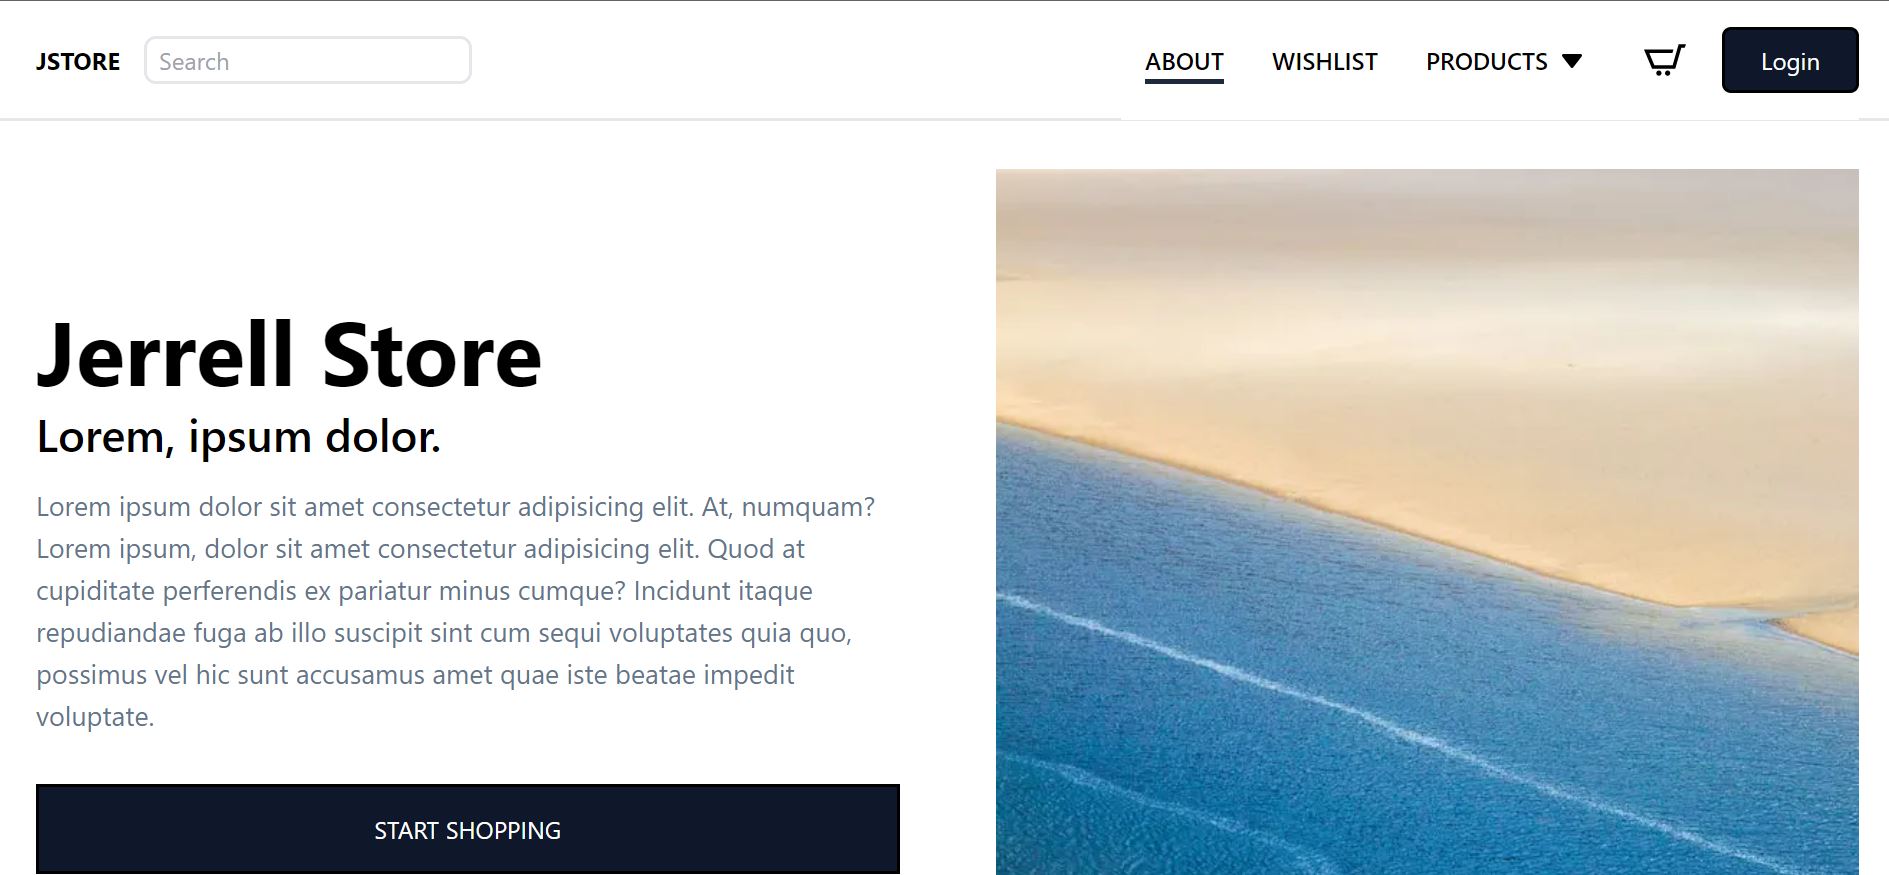 JSTORE
Search
ABOUT
WISHLIST
PRODUCTS
Login
Jerrell Store
Lorem, ipsum dolor.
Lorem ipsum dolor sit amet consectetur adipisicing elit. At, numquam?
Lorem ipsum, dolor sit amet consectetur adipisicing elit. Quod at
cupiditate perferendis ex pariatur minus cumque? Incidunt itaque
repudiandae fuga ab illo suscipit sint cum sequi voluptates quia quo,
possimus vel hic sunt accusamus amet quae iste beatae impedit
voluptate.
START SHOPPING